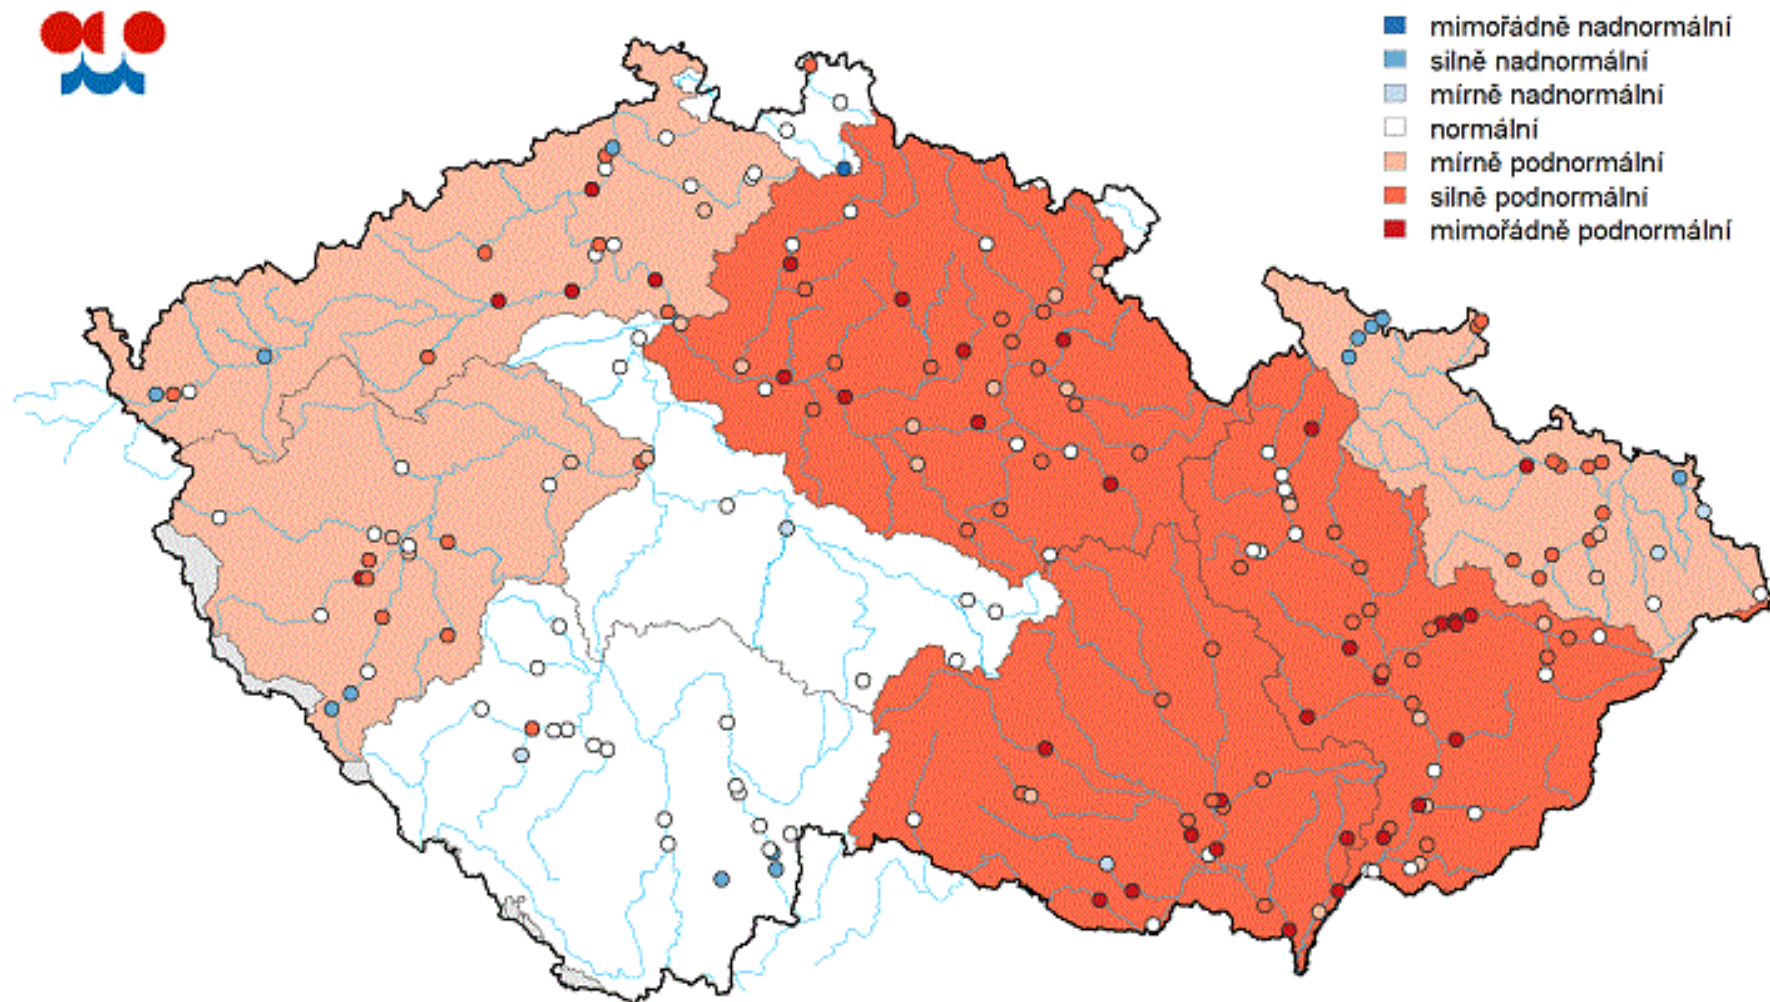 mimořádně nadnormální
silně nadnormální
mírně nadnormální
normální
mírně podnormální
silně podnormální
mimořádně podnormální